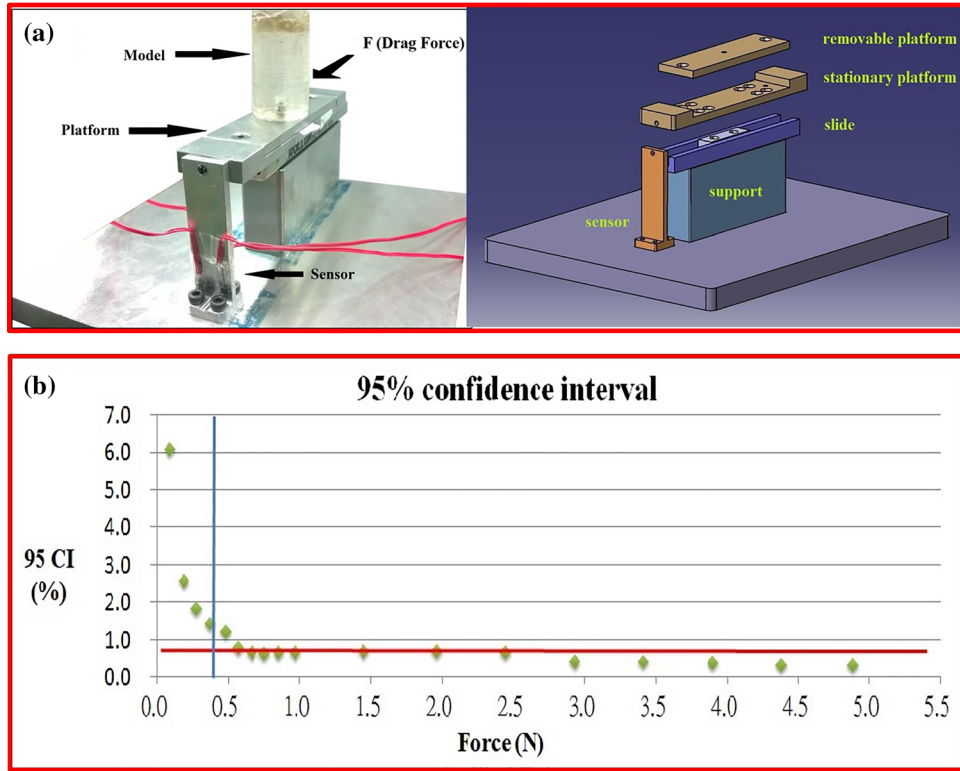 (a)
Model
F (Drag Force)
Platform
Sensor
removable platform
stationary platform
slide
support
sensor
(b)
95% confidence interval
7.0
6.0
5.0
4.0
3.0
2.0
1.0
0.0
95 CI
(%)
0.0 0.5 1.0 1.5 2.0 2.5 3.0 3.5 4.0 4.5 5.0 5.5
Force (N)